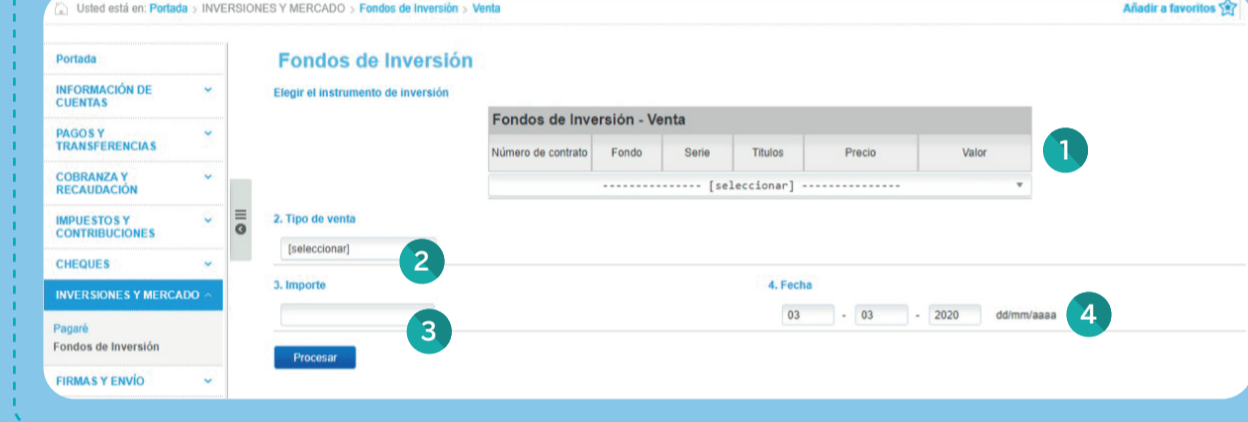 Usted está en: Portada > INVERSIONES Y MERCADO > Fondos de Inversión > Venta
Añadir a favoritos
Portada
INFORMACIÓN DE
CUENTAS
PAGOS Y
TRANSFERENCIAS
COBRANZA Y
RECAUDACIÓN
IMPUESTOS Y
CONTRIBUCIONES
CHEQUES
INVERSIONES Y MERCADO
Pagaré
Fondos de Inversión
FIRMAS Y ENVÍO
Fondos de Inversión
Elegir el instrumento de inversión
Fondos de Inversión - Venta
Número de contrato Fondo Serie Titulos Precio Valor
--------------- [seleccionar] ---------------
1
2. Tipo de venta
[seleccionar]
2
3. Importe
3
4. Fecha
03 - 03 - 2020 dd/mm/aaaa
4
Procesar